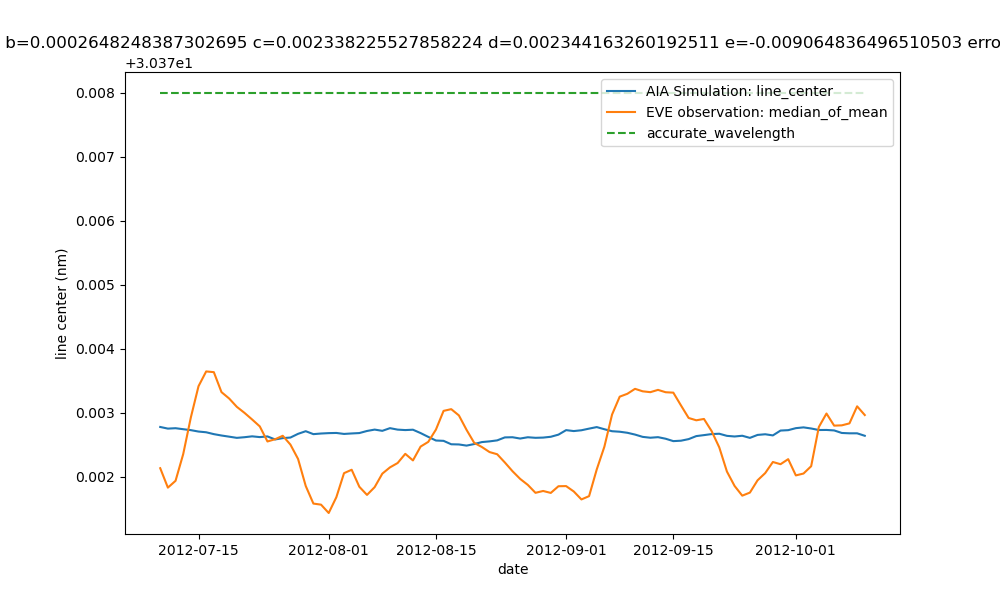 b=0.0002648248387302695 c=0.002338225527858224 d=0.002344163260192511 e=-0.009064836496510503 erro
+3.037e1
0.008
0.007
0.006
0.005
0.004
0.003
0.002
line center (nm)
AIA Simulation: line_center
EVE observation: median_of_mean
accurate_wavelength
2012-07-15 2012-08-01 2012-08-15 2012-09-01 2012-09-15 2012-10-01
date